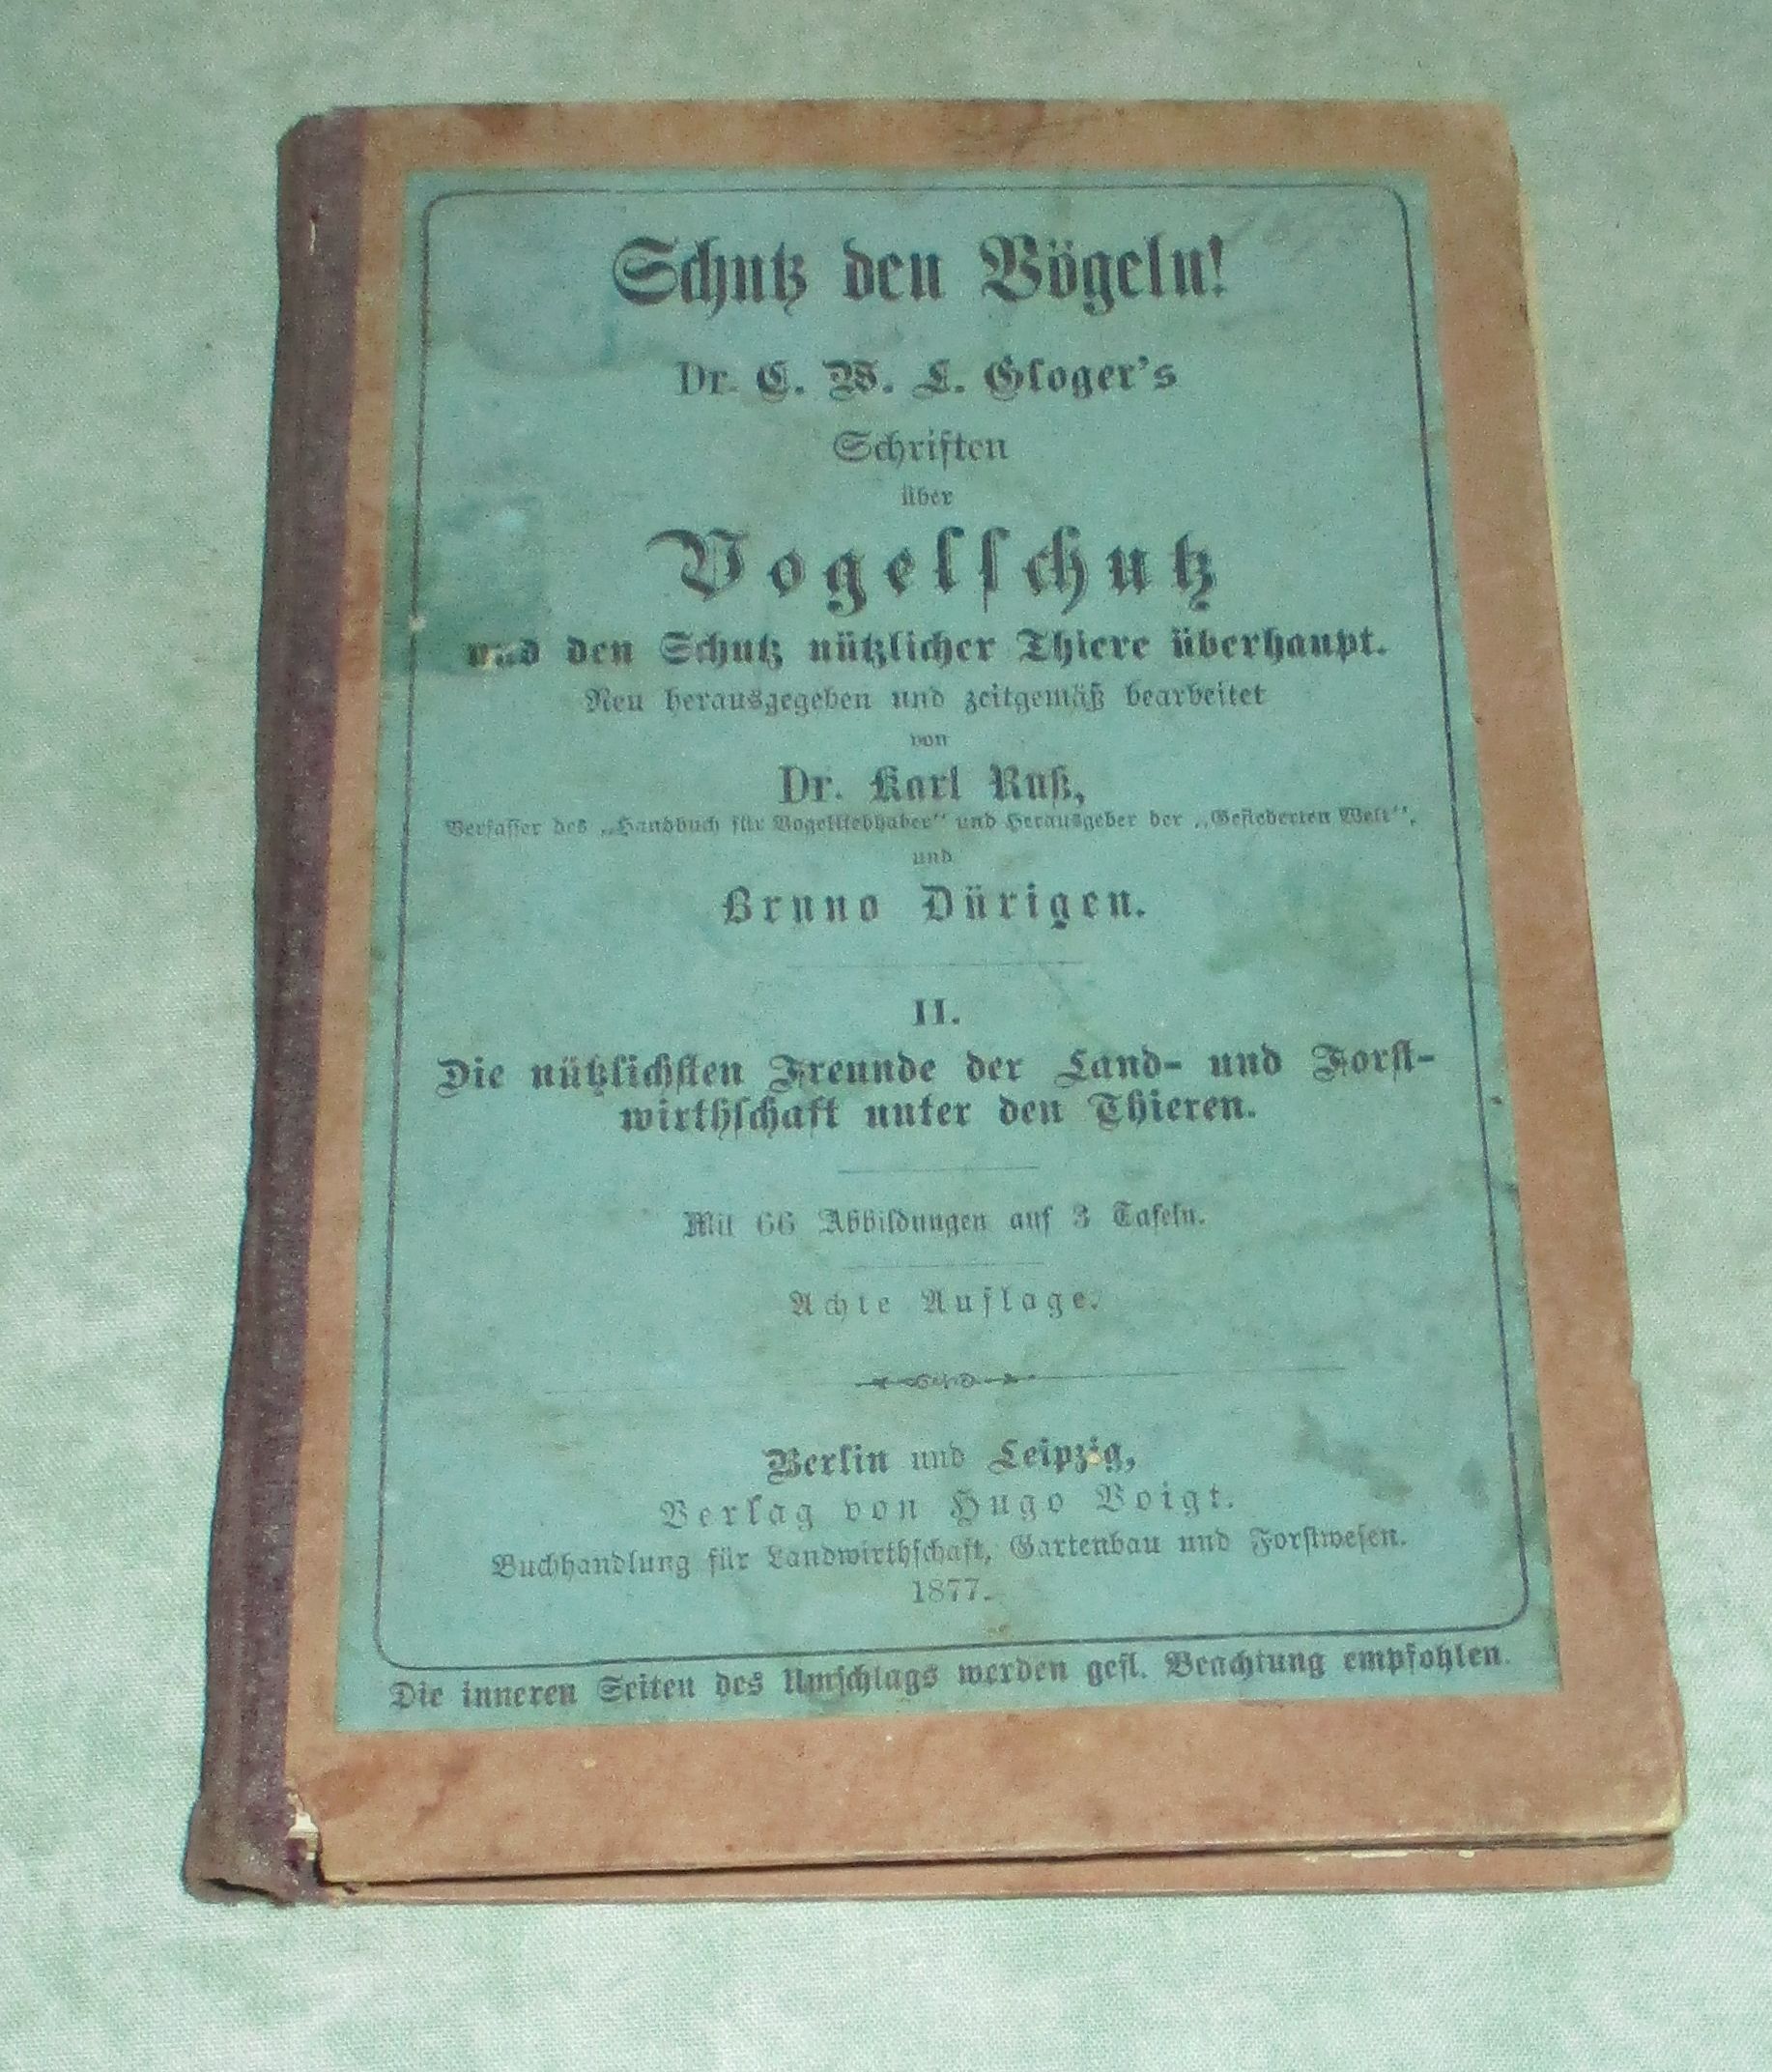 Schutz den Vögeln!
Dr. C. W. L. Gloger's
Schriften
über
Vogelschutz
und den Schutz nützlicher Thiere überhaupt.
Neu herausgegeben und zeitgemäß bearbeitet
von
Dr. Karl Ruß,
Verfasser des „Handbuch für Vogelliebhaber“ und Herausgeber der „Gefiederten Welt“,
und
Bruno Dürigen.
II.
Die nützlichsten Freunde der Land- und Forst-
wirthschaft unter den Thieren.
Mit 66 Abbildungen auf 3 Tafeln.
Achte Auflage.
Berlin und Leipzig,
Verlag von Hugo Voigt.
Buchhandlung für Landwirthschaft, Gartenbau und Forstwesen.
1877.
Die inneren Seiten des Umschlags werden gefl. Beachtung empfohlen.